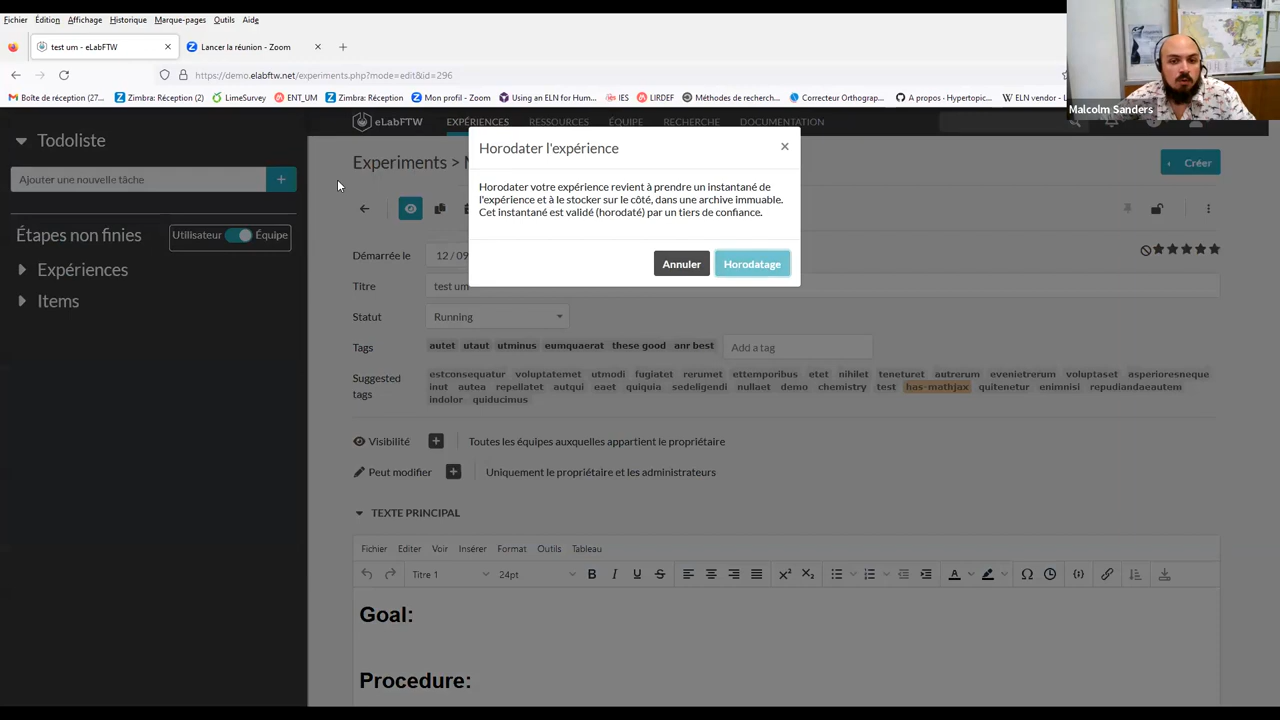 Fichier Édition Affichage Historique Marque-pages Outils Aide
test um - eLabFTW × Lancer la réunion - Zoom ×
https://demo.elabftw.net/experiments.php?mode=edit&id=296
Boîte de réception (27... Zimbra: Réception (2) LimeSurvey ENT_UM Zimbra: Réception Mon profil - Zoom Using an ELN for Hum... IES LIRDEF Méthodes de recherch... Correcteur Orthograp... A propos · Hypertopic... ELN vendor - L
Malcolm Sanders
Todoliste
Ajouter une nouvelle tâche +
Étapes non finies
Utilisateur Équipe
Expériences
Items
eLabFTW EXPÉRIENCES RESSOURCES ÉQUIPE RECHERCHE DOCUMENTATION
Experiments >
Créer
Horodater l'expérience ×
Horodater votre expérience revient à prendre un instantané de
l'expérience et à le stocker sur le côté, dans une archive immuable.
Cet instantané est validé (horodaté) par un tiers de confiance.
Annuler Horodatage
Démarrée le 12 / 09
Titre test um
Statut Running
Tags autet utaut utminus eumquaerat these good anr best Add a tag
Suggested tags
estconsequatur voluptatemet utmodi fugiatet rerumet ettemporibus etet nihilet teneturet autrerum evenietrerum voluptaset asperioresneque
inut autea repellatet autqui eaet quiquia sedeligendi nullaet demo chemistry test has-mathjax quitenetur enimnisi repudiandaeautem
indolor quiducimus
Visibilité + Toutes les équipes auxquelles appartient le propriétaire
Peut modifier + Uniquement le propriétaire et les administrateurs
TEXTE PRINCIPAL
Fichier Editer Voir Insérer Format Outils Tableau
Titre 1 24pt B I U S
Goal:
Procedure: